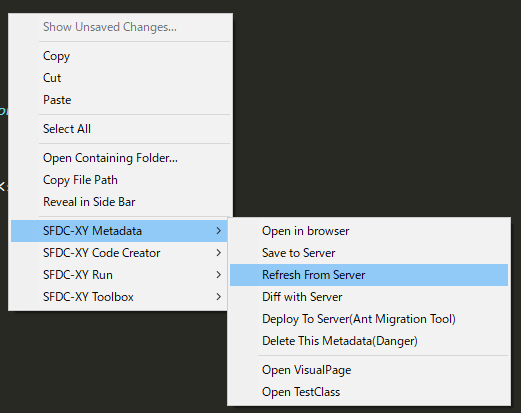 Show Unsaved Changes...
Copy
Cut
Paste
Select All
Open Containing Folder...
Copy File Path
Reveal in Side Bar
SFDC-XY Metadata
SFDC-XY Code Creator
SFDC-XY Run
SFDC-XY Toolbox
Open in browser
Save to Server
Refresh From Server
Diff with Server
Deploy To Server(Ant Migration Tool)
Delete This Metadata(Danger)
Open VisualPage
Open TestClass